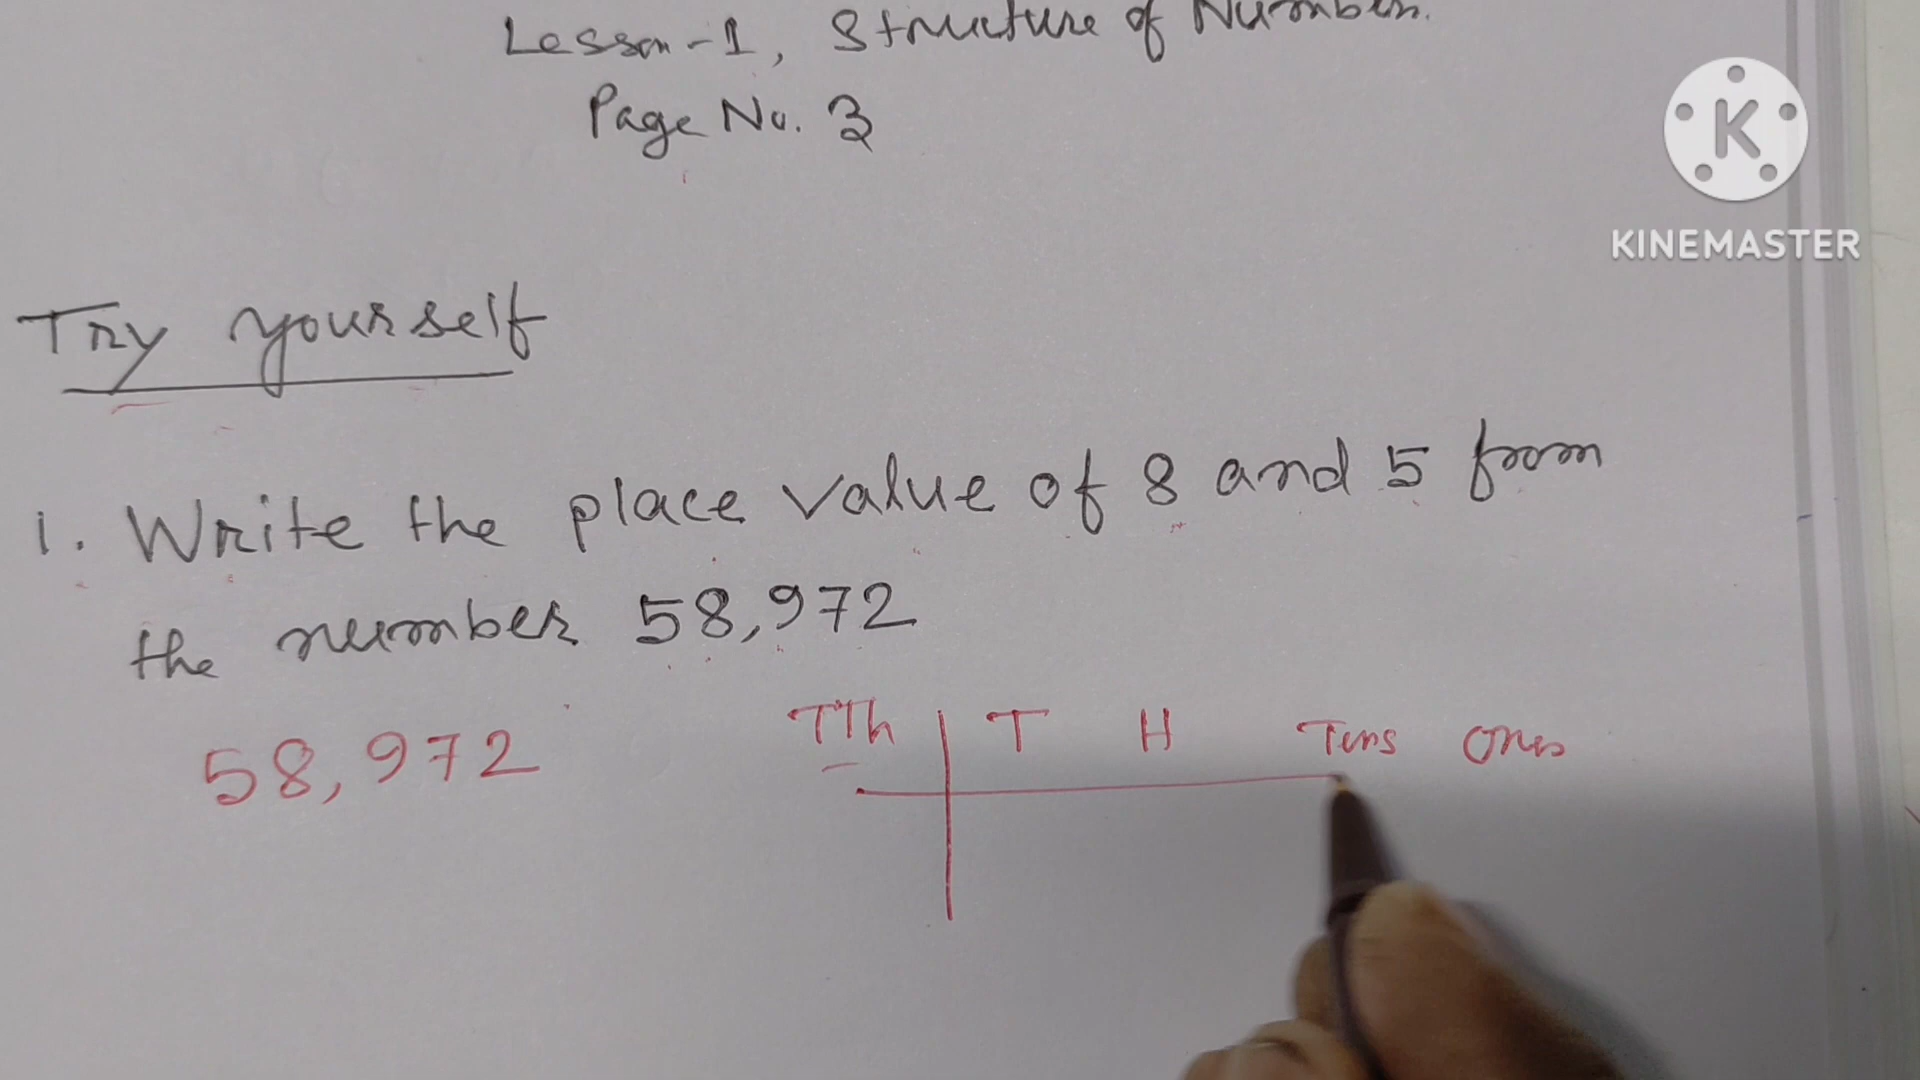 Lesson-1, Structure of Number.
Page No. 3
K
KINEMASTER
Try yourself
1. Write the place value of 8 and 5 from
the number 58,972
58,972
TTh T H Tens Ones